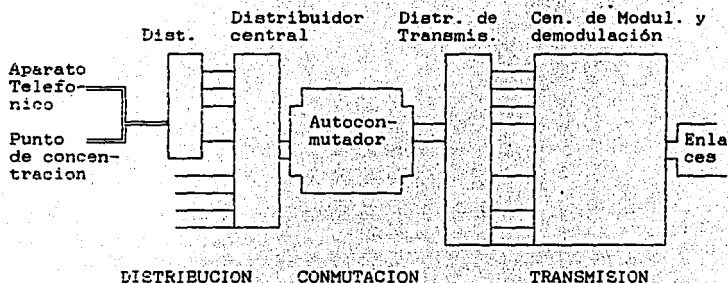 Dist.
Distribuidor
central
Distr. de
Transmis.
Cen. de Modul. y
demodulación
Aparato
Telefo-
nico
Punto
de concen-
tracion
Autocon-
mutador
Enla
ces
DISTRIBUCION CONMUTACION TRANSMISION